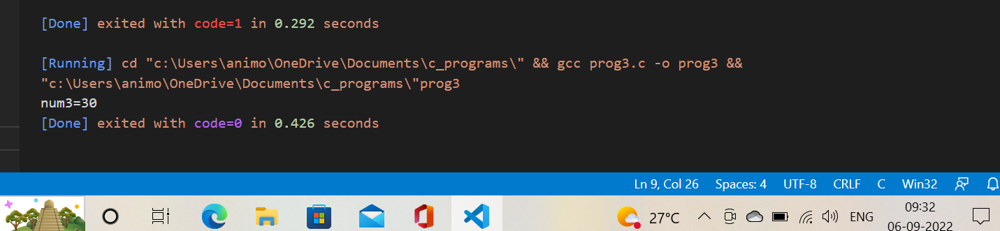 [Done] exited with code=1 in 0.292 seconds
[Running] cd "c:\Users\animo\OneDrive\Documents\c_programs\" && gcc prog3.c -o prog3 &&
"c:\Users\animo\OneDrive\Documents\c_programs\"prog3
num3=30
[Done] exited with code=0 in 0.426 seconds
Ln 9, Col 26 Spaces: 4 UTF-8 CRLF C Win32
27°C ENG 09:32
06-09-2022